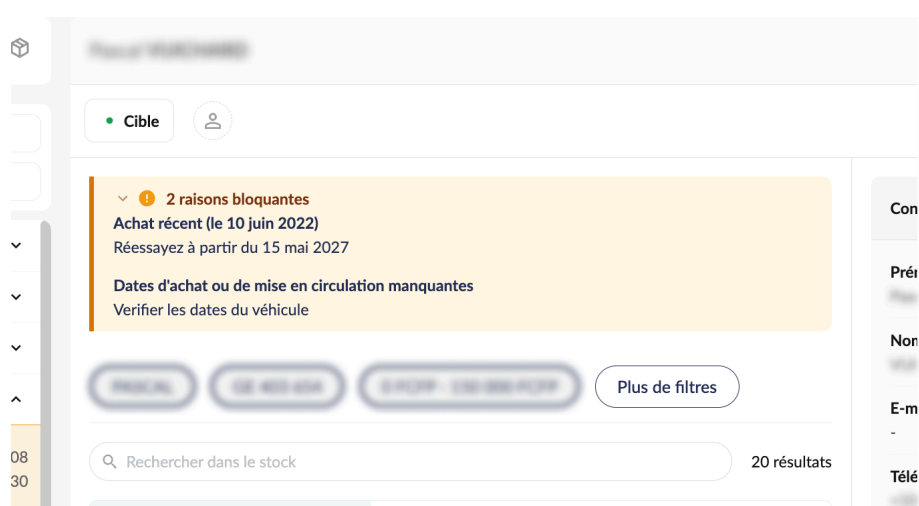 Cible
2 raisons bloquantes
Achat récent (le 10 juin 2022)
Réessayez à partir du 15 mai 2027
Dates d'achat ou de mise en circulation manquantes
Verifier les dates du véhicule
Plus de filtres
Rechercher dans le stock
20 résultats
08
30
Con
Prér
Nor
E-m
-
Télé